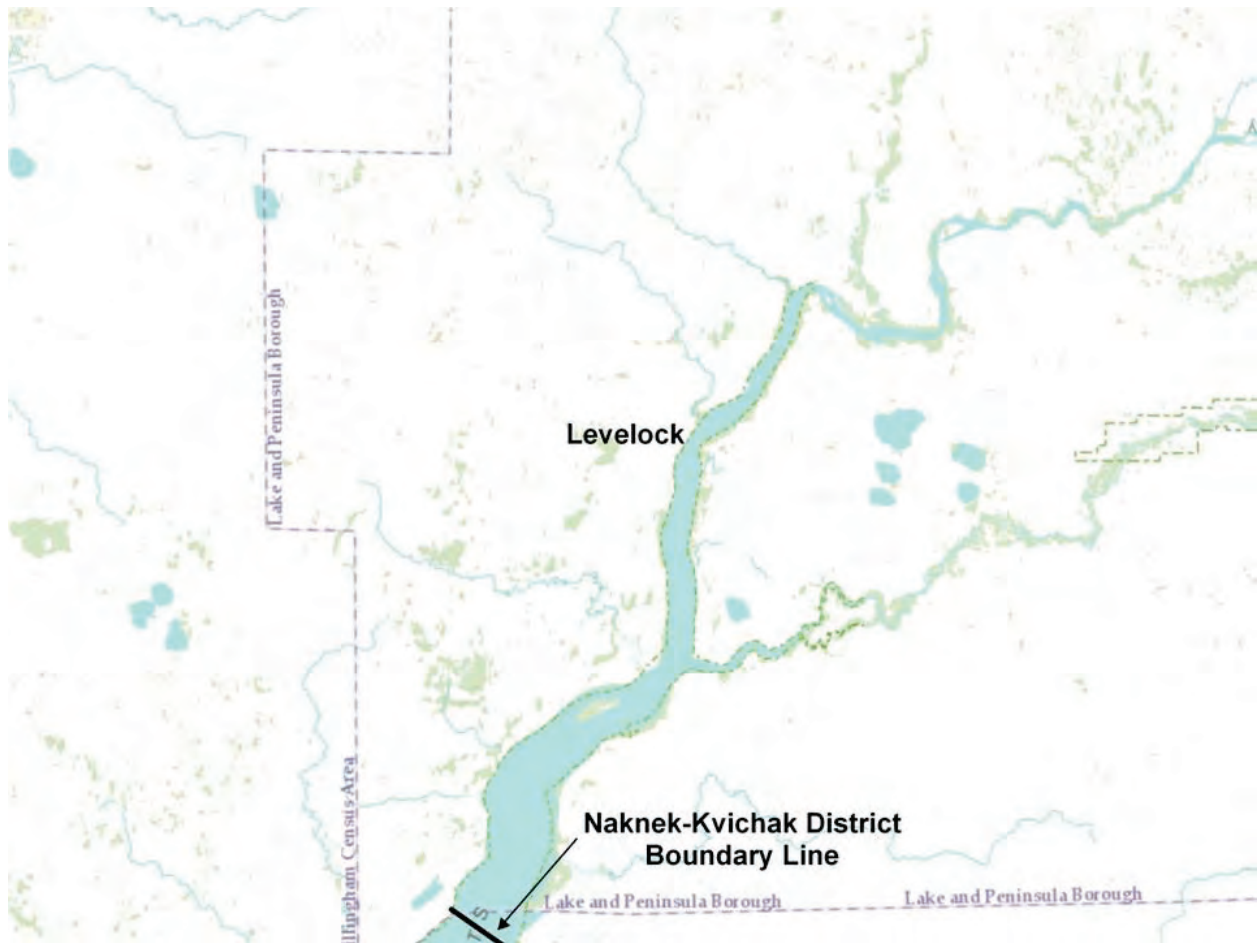 Lake and Peninsula Borough
Levelock
Naknek-Kvichak District
Boundary Line
Lake and Peninsula Borough
Lake and Peninsula Borough
llingham Census Area